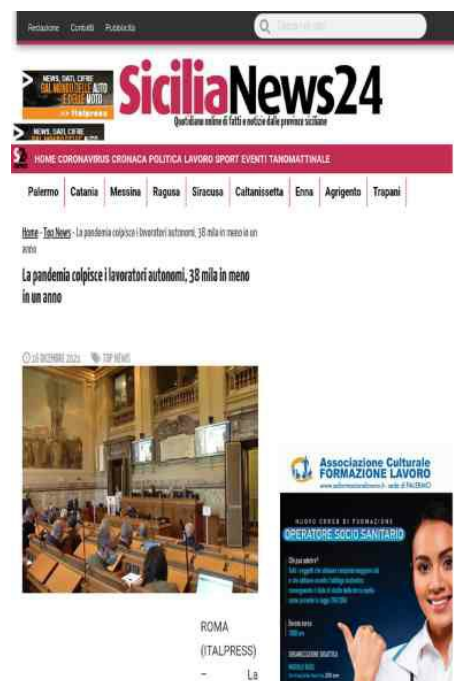 Redazione Contatti Pubblicità
NEWS, DATI, CIFRE
DAL MONDO DELLE AUTO
E DELLE MOTO
>> Italpress
SiciliaNews24
Quotidiano online di fatti e notizie dalle province siciliane
NEWS, DATI, CIFRE
HOME CORONAVIRUS CRONACA POLITICA LAVORO SPORT EVENTI TANOMATTINALE
Palermo Catania Messina Ragusa Siracusa Caltanissetta Enna Agrigento Trapani
Home - Top News - La pandemia colpisce i lavoratori autonomi, 38 mila in meno in un
anno
La pandemia colpisce i lavoratori autonomi, 38 mila in meno
in un anno
16 DICEMBRE 2021 TOP NEWS
Associazione Culturale
FORMAZIONE LAVORO
sede di PALERMO
NUOVO CORSO DI FORMAZIONE
OPERATORE SOCIO SANITARIO
ROMA
(ITALPRESS)
– La